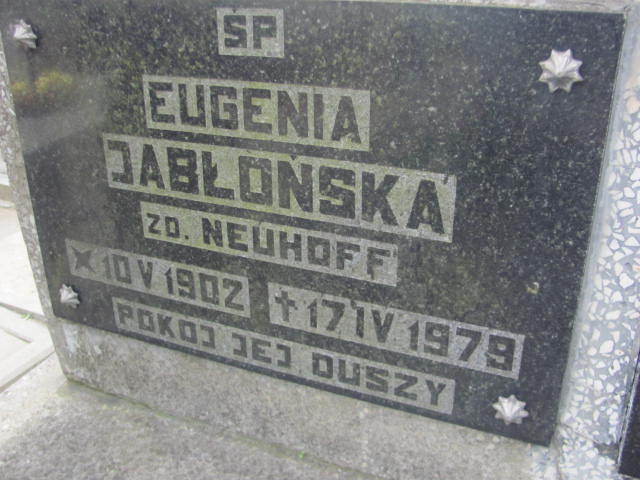 SP
EUGENIA
JABŁOŃSKA
ZD. NEUHOFF
× 10 V 1902 † 17 IV 1979
POKOJ JEJ DUSZY